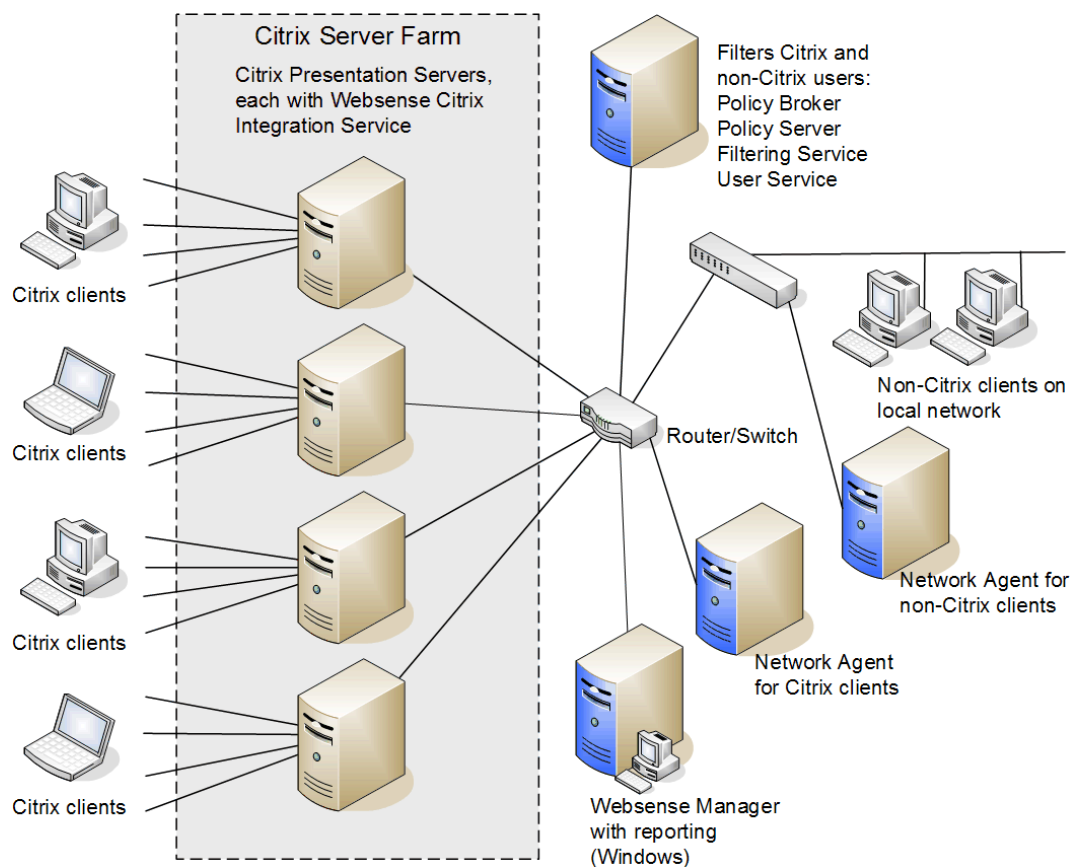 Citrix Server Farm
Citrix Presentation Servers,
each with Websense Citrix
Integration Service
Filters Citrix and
non-Citrix users:
Policy Broker
Policy Server
Filtering Service
User Service
Citrix clients
Non-Citrix clients on
local network
Router/Switch
Citrix clients
Network Agent for
non-Citrix clients
Citrix clients
Network Agent
for Citrix clients
Citrix clients
Websense Manager
with reporting
(Windows)